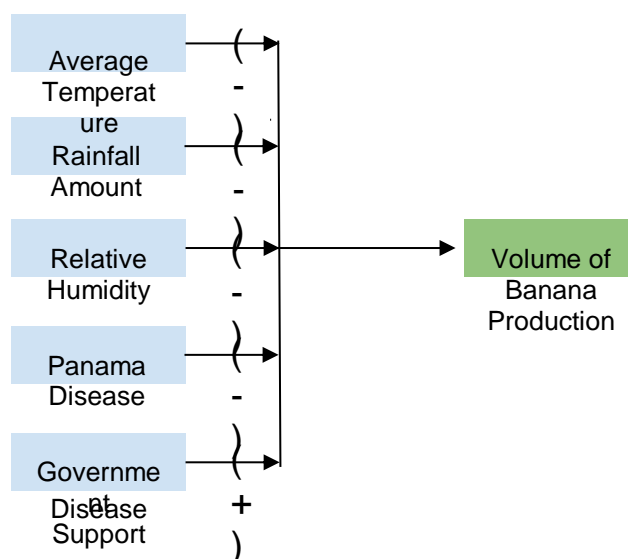 Average
Temperat
ure
(
-
)
Rainfall
Amount
(
-
)
Relative
Humidity
(
-
)
Panama
Disease
(
-
)
Governme
nt
Disease
Support
(
+
)
Volume of
Banana
Production